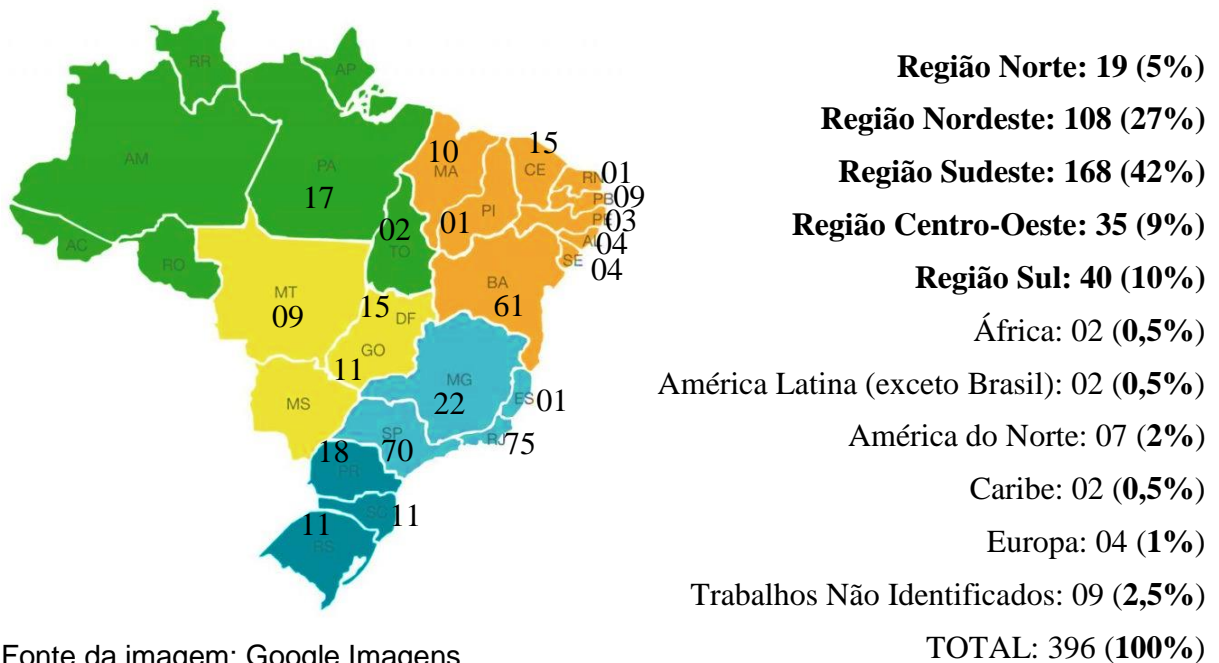 RR
AP
AM
PA
17
10
MA
15
CE
RN 01
PB 09
PE 03
AL 04
SE 04
PI
01
02
TO
AC
RO
BA
61
MT
09
15
DF
GO
11
MS
MG
22
ES 01
SP
70
RJ 75
18
PR
SC 11
11
RS
Região Norte: 19 (5%)
Região Nordeste: 108 (27%)
Região Sudeste: 168 (42%)
Região Centro-Oeste: 35 (9%)
Região Sul: 40 (10%)
África: 02 (0,5%)
América Latina (exceto Brasil): 02 (0,5%)
América do Norte: 07 (2%)
Caribe: 02 (0,5%)
Europa: 04 (1%)
Trabalhos Não Identificados: 09 (2,5%)
TOTAL: 396 (100%)
Fonte da imagem: Google Imagens